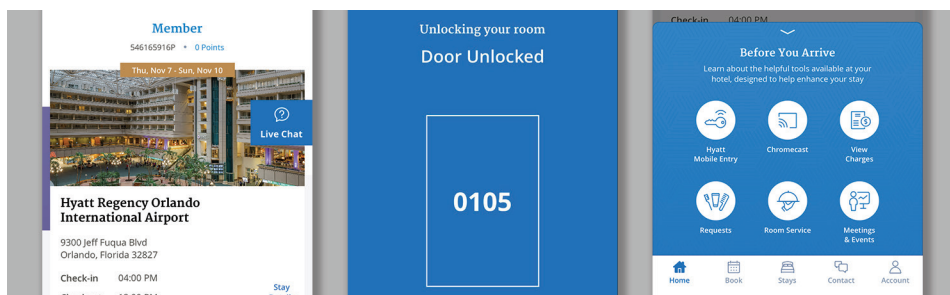 Member
546165916P • 0 Points
Thu, Nov 7 - Sun, Nov 10
Live Chat
Hyatt Regency Orlando
International Airport
9300 Jeff Fuqua Blvd
Orlando, Florida 32827
Check-in 04:00 PM
Stay
Unlocking your room
Door Unlocked
0105
Check-in 04:00 PM
Before You Arrive
Learn about the helpful tools available at your
hotel, designed to help enhance your stay
Hyatt
Mobile Entry
Chromecast
View
Charges
Requests
Room Service
Meetings
& Events
Home
Book
Stays
Contact
Account